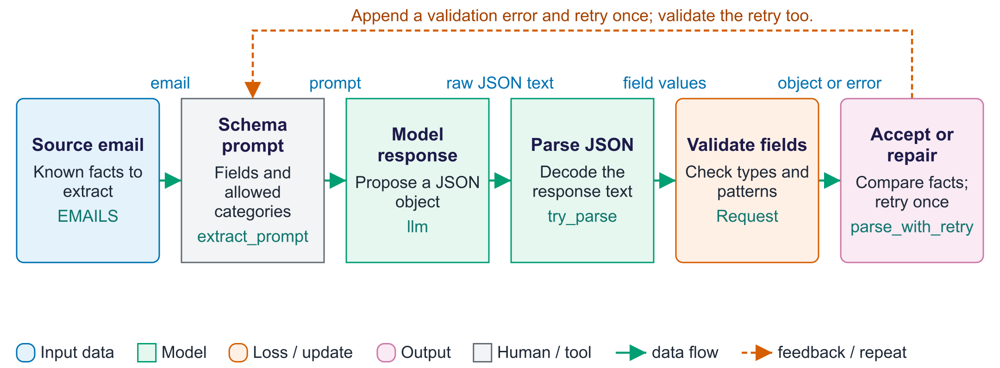 Append a validation error and retry once; validate the retry too.
email
prompt
raw JSON text
field values
object or error
Source email
Known facts to
extract
EMAILS
Schema
prompt
Fields and
allowed
categories
extract_prompt
Model
response
Propose a JSON
object
llm
Parse JSON
Decode the
response text
try_parse
Validate fields
Check types and
patterns
Request
Accept or
repair
Compare facts;
retry once
parse_with_retry
Input data
Model
Loss / update
Output
Human / tool
data flow
feedback / repeat